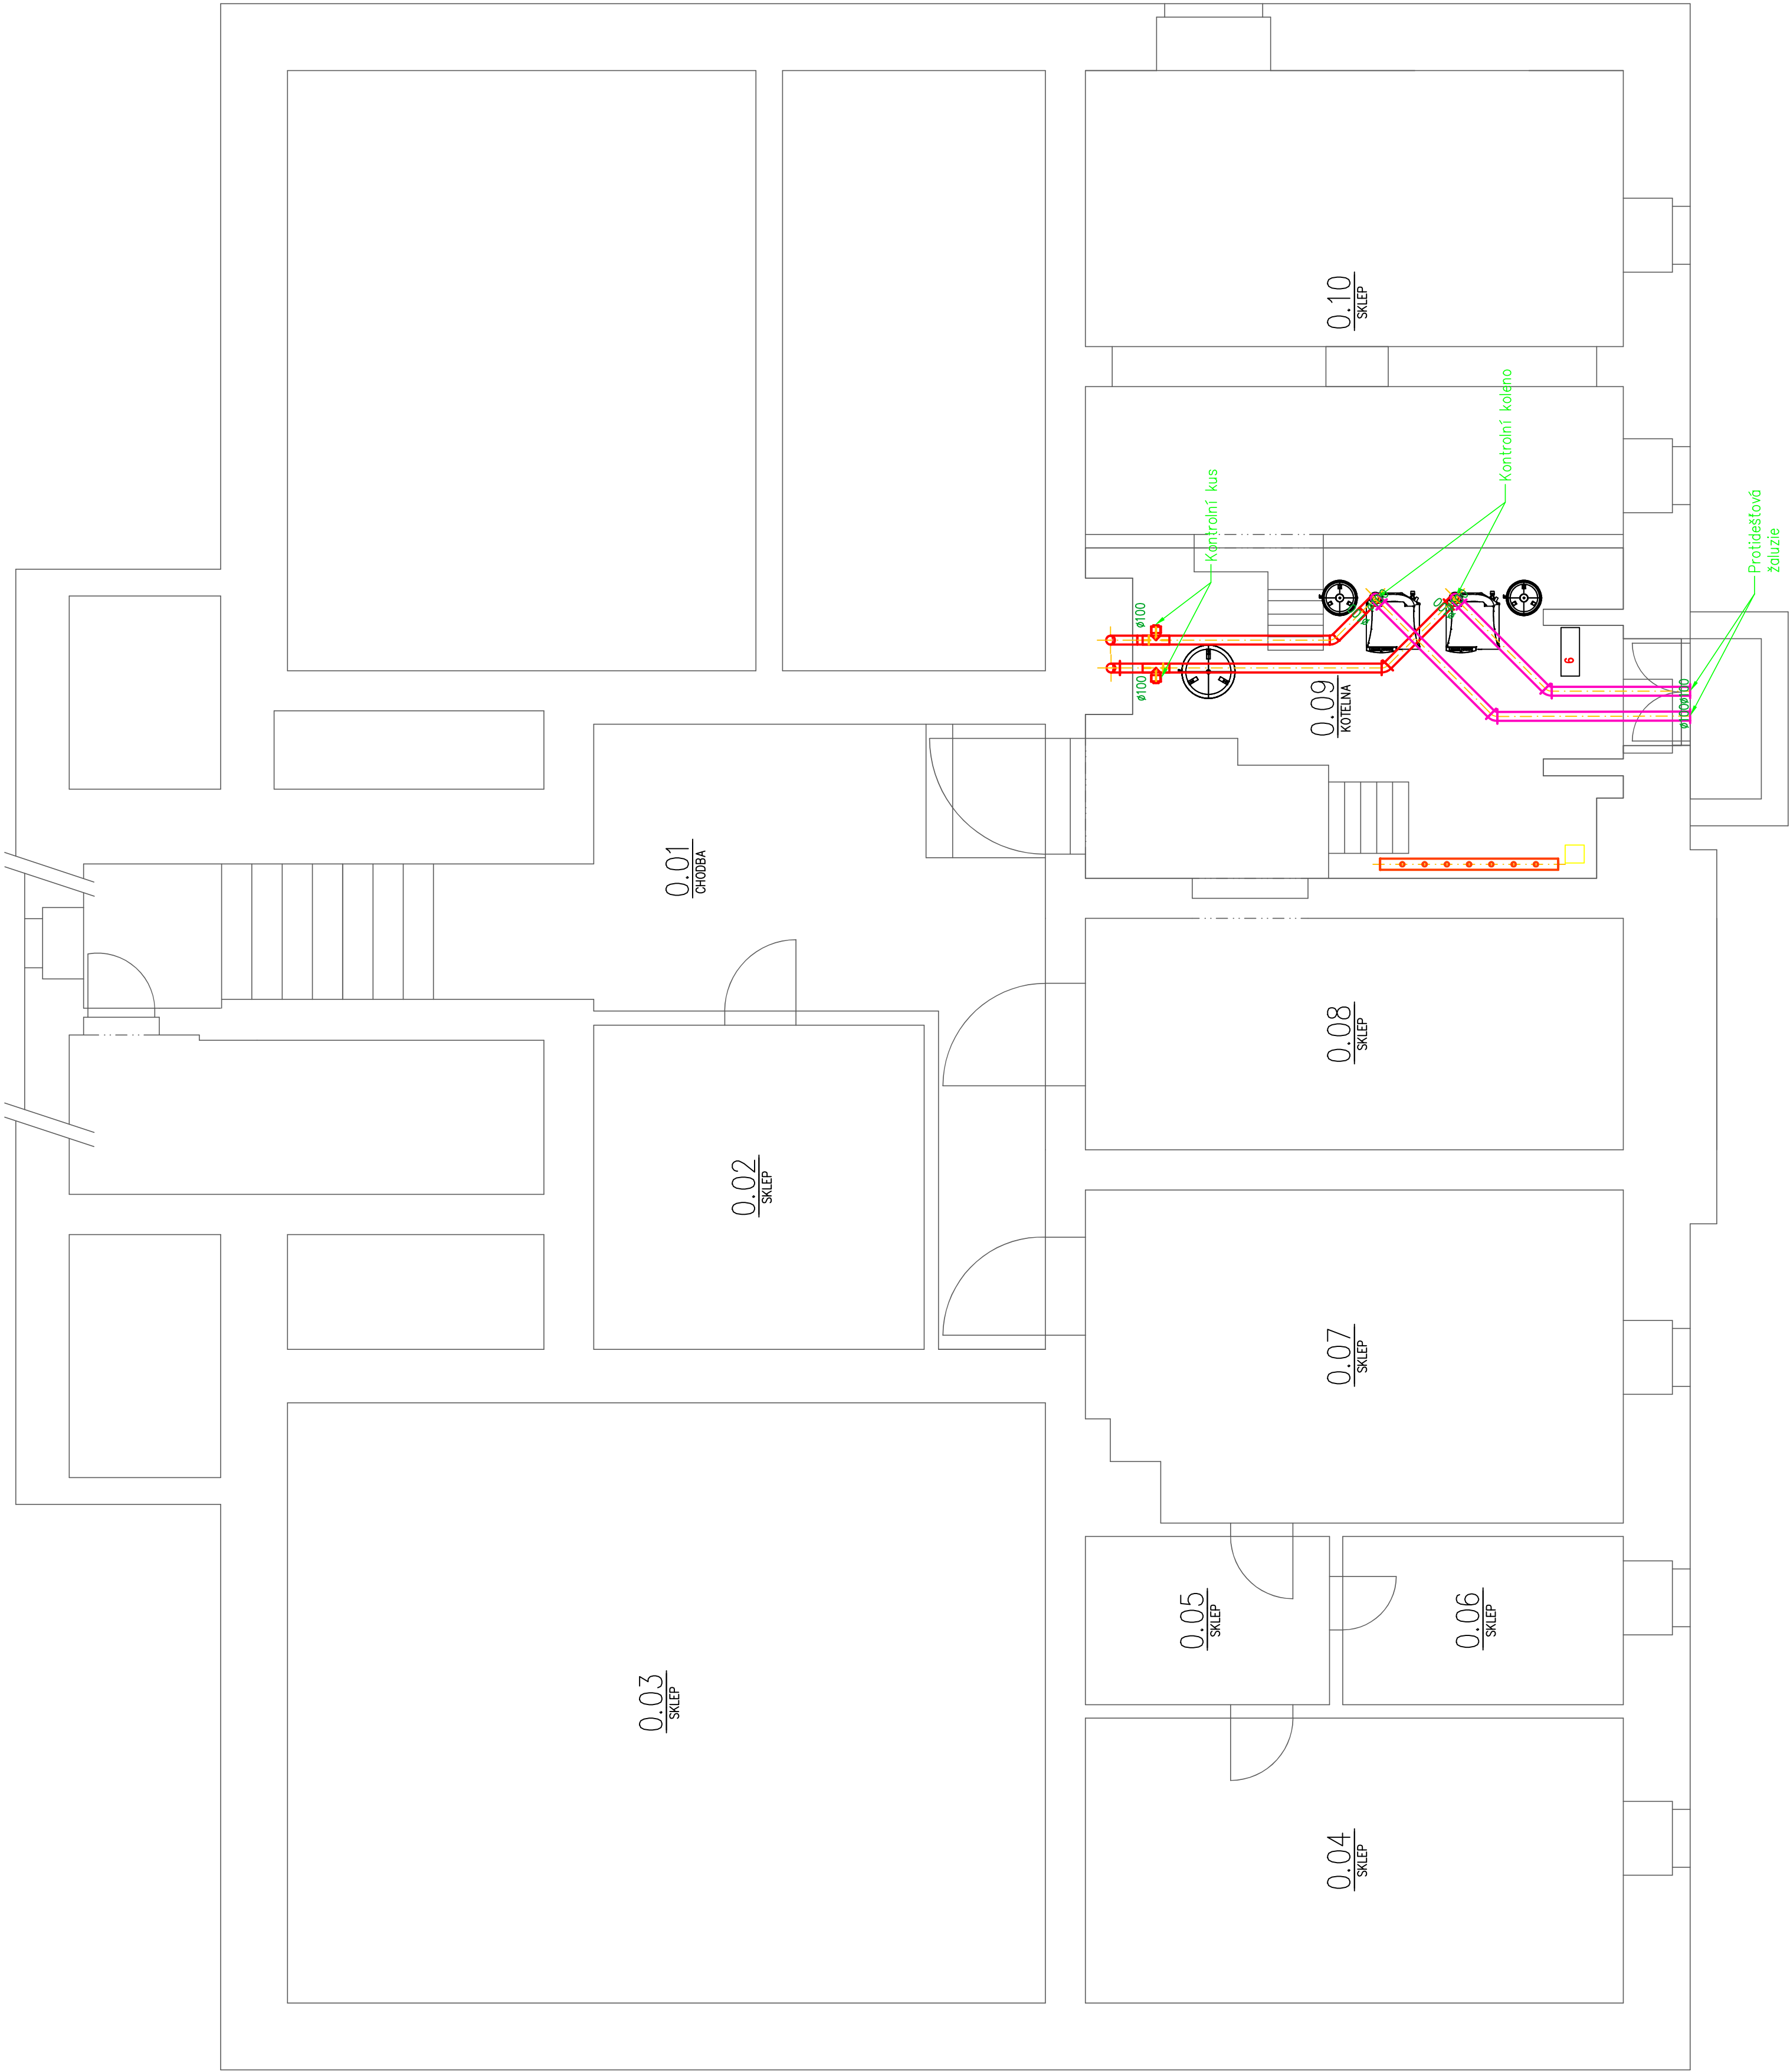 0.10
SKLEP
Kontrolní koleno
Kontrolní kus
Protidešťová
žaluzie
ø100
ø100
ø100
ø100
6
0.09
KOTELNA
0.01
CHODBA
0.08
SKLEP
0.02
SKLEP
0.07
SKLEP
0.05
SKLEP
0.06
SKLEP
0.03
SKLEP
0.04
SKLEP